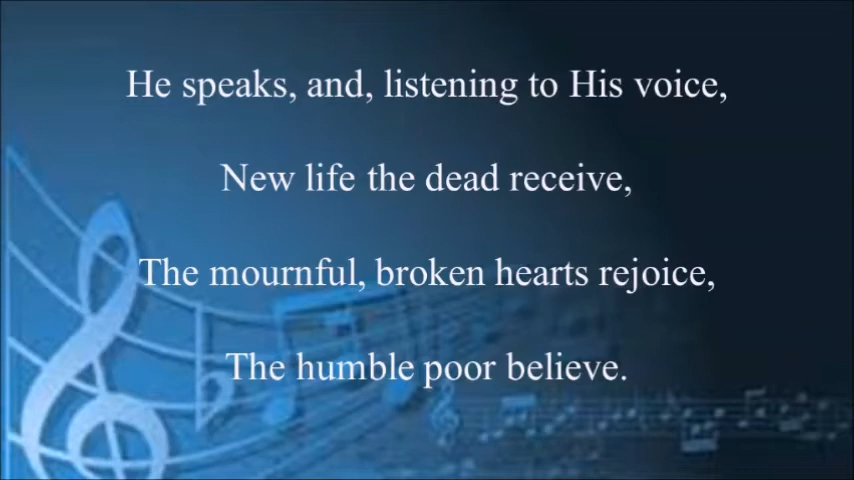 He speaks, and, listening to His voice,
New life the dead receive,
The mournful, broken hearts rejoice,
The humble poor believe.